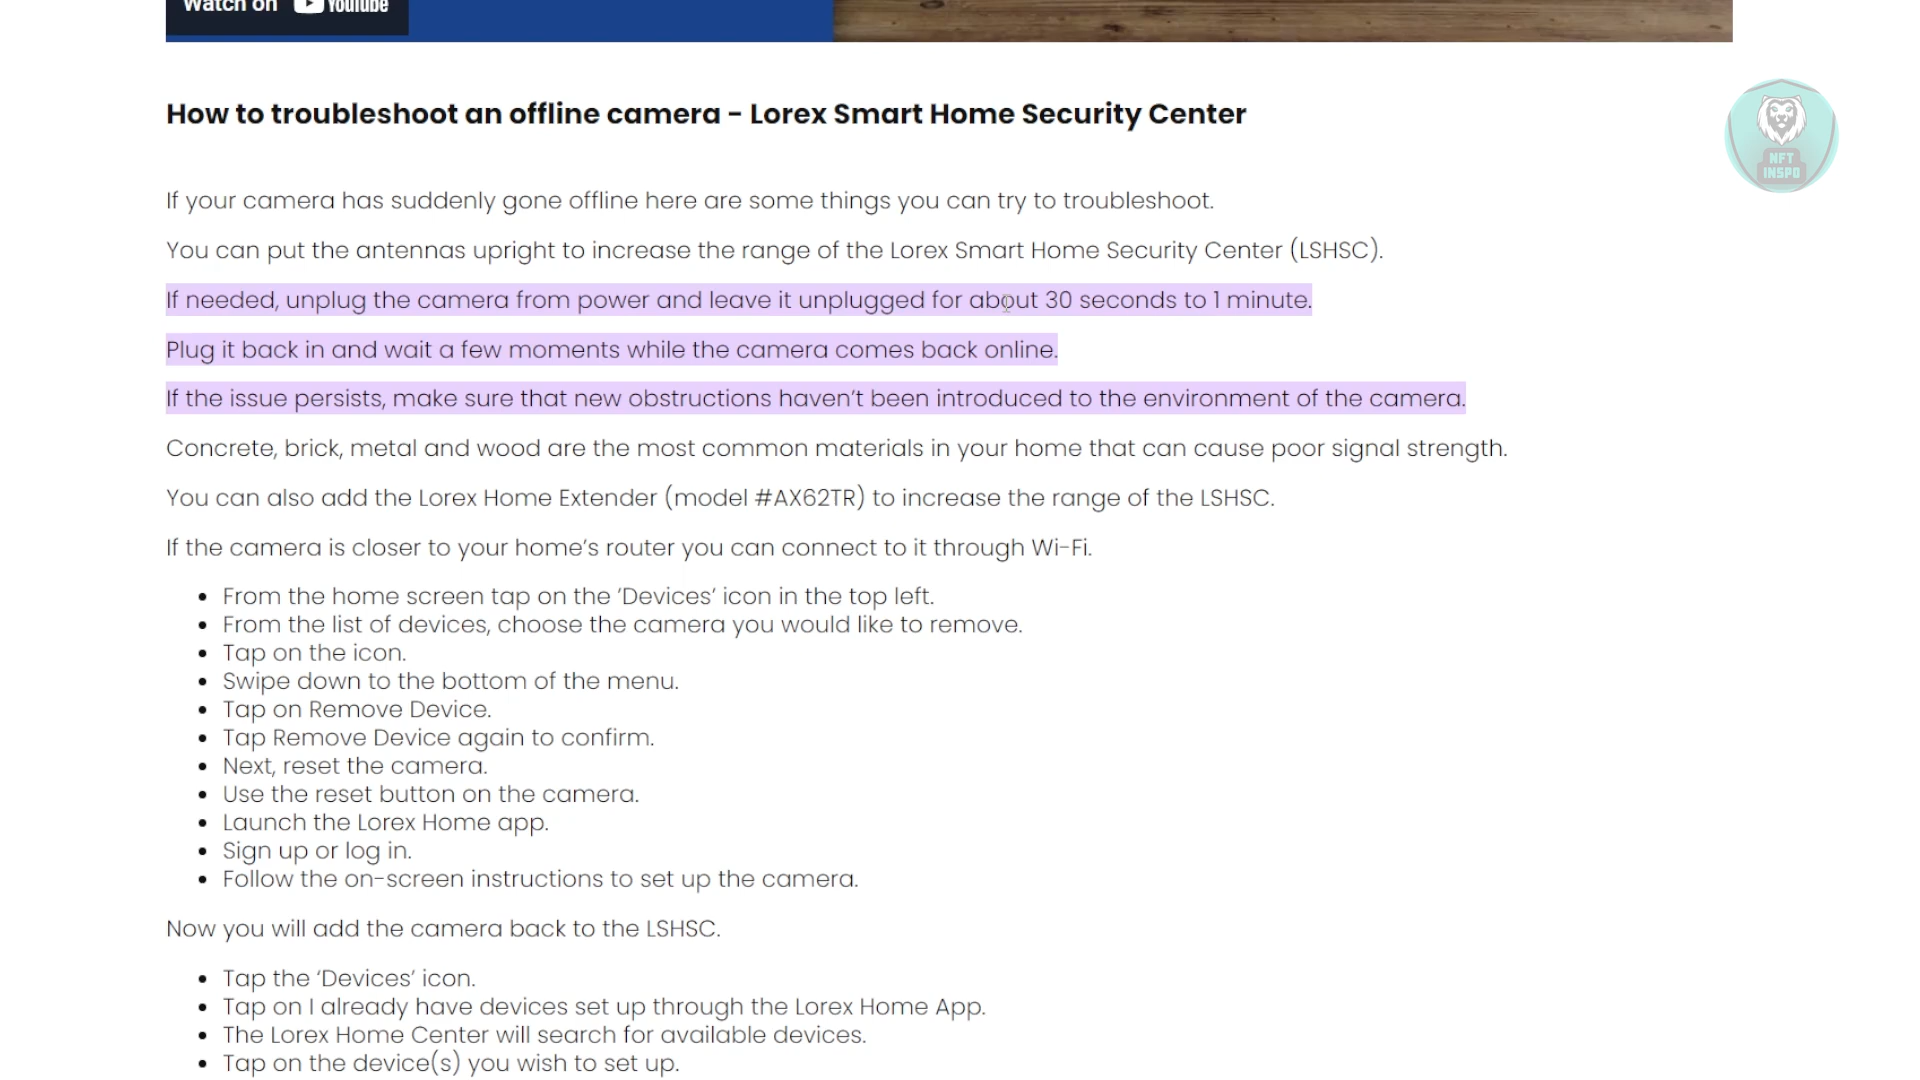 Watch on YouTube
How to troubleshoot an offline camera - Lorex Smart Home Security Center
NFT
INSPO
If your camera has suddenly gone offline here are some things you can try to troubleshoot.
You can put the antennas upright to increase the range of the Lorex Smart Home Security Center (LSHSC).
If needed, unplug the camera from power and leave it unplugged for about 30 seconds to 1 minute.
Plug it back in and wait a few moments while the camera comes back online.
If the issue persists, make sure that new obstructions haven’t been introduced to the environment of the camera.
Concrete, brick, metal and wood are the most common materials in your home that can cause poor signal strength.
You can also add the Lorex Home Extender (model #AX62TR) to increase the range of the LSHSC.
If the camera is closer to your home’s router you can connect to it through Wi-Fi.
• From the home screen tap on the ‘Devices’ icon in the top left.
• From the list of devices, choose the camera you would like to remove.
• Tap on the icon.
• Swipe down to the bottom of the menu.
• Tap on Remove Device.
• Tap Remove Device again to confirm.
• Next, reset the camera.
• Use the reset button on the camera.
• Launch the Lorex Home app.
• Sign up or log in.
• Follow the on-screen instructions to set up the camera.
Now you will add the camera back to the LSHSC.
• Tap the ‘Devices’ icon.
• Tap on I already have devices set up through the Lorex Home App.
• The Lorex Home Center will search for available devices.
• Tap on the device(s) you wish to set up.